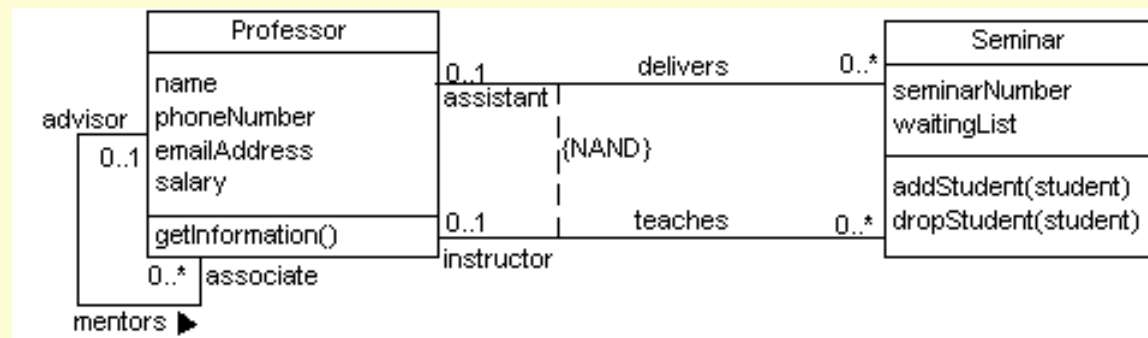 Professor
name
phoneNumber
emailAddress
salary
getInformation()
advisor
0..1
0..* associate
mentors
0..1 delivers 0..*
assistant
{NAND}
0..1 teaches 0..*
instructor
Seminar
seminarNumber
waitingList
addStudent(student)
dropStudent(student)